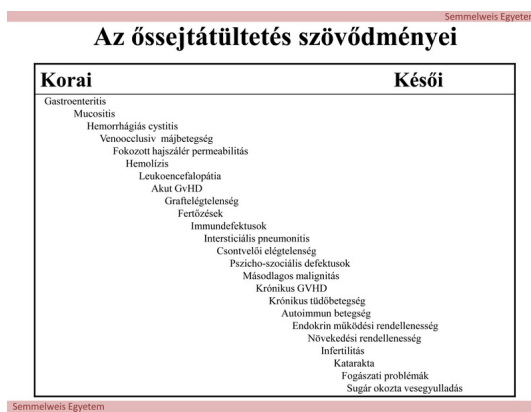 Semmelweis Egyetem
Az őssejtátültetés szövődményei
Korai Késői
Gastroenteritis
Mucositis
Hemorrhágiás cystitis
Venoocclusiv májbetegség
Fokozott hajszálér permeabilitás
Hemolízis
Leukoencefalopátia
Akut GvHD
Graftelégtelenség
Fertőzések
Immundefektusok
Intersticiális pneumonitis
Csontvelői elégtelenség
Pszicho-szociális defektusok
Másodlagos malignitás
Krónikus GVHD
Krónikus tüdőbetegség
Autoimmun betegség
Endokrin működési rendellenesség
Növekedési rendellenesség
Infertilitás
Katarakta
Fogászati problémák
Sugár okozta vesegyulladás
Semmelweis Egyetem